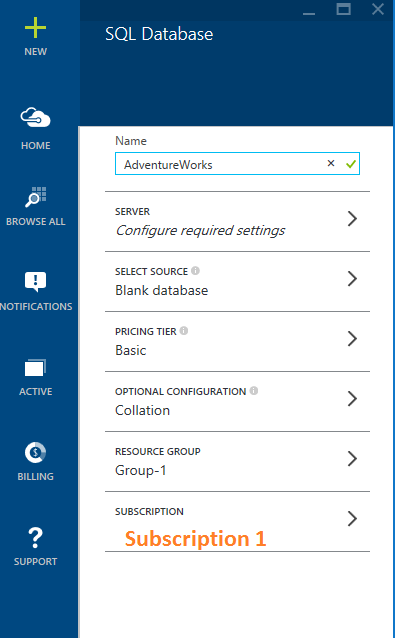 NEW
HOME
BROWSE ALL
NOTIFICATIONS
ACTIVE
BILLING
SUPPORT
SQL Database
Name
AdventureWorks
SERVER
Configure required settings
SELECT SOURCE
Blank database
PRICING TIER
Basic
OPTIONAL CONFIGURATION
Collation
RESOURCE GROUP
Group-1
SUBSCRIPTION
Subscription 1